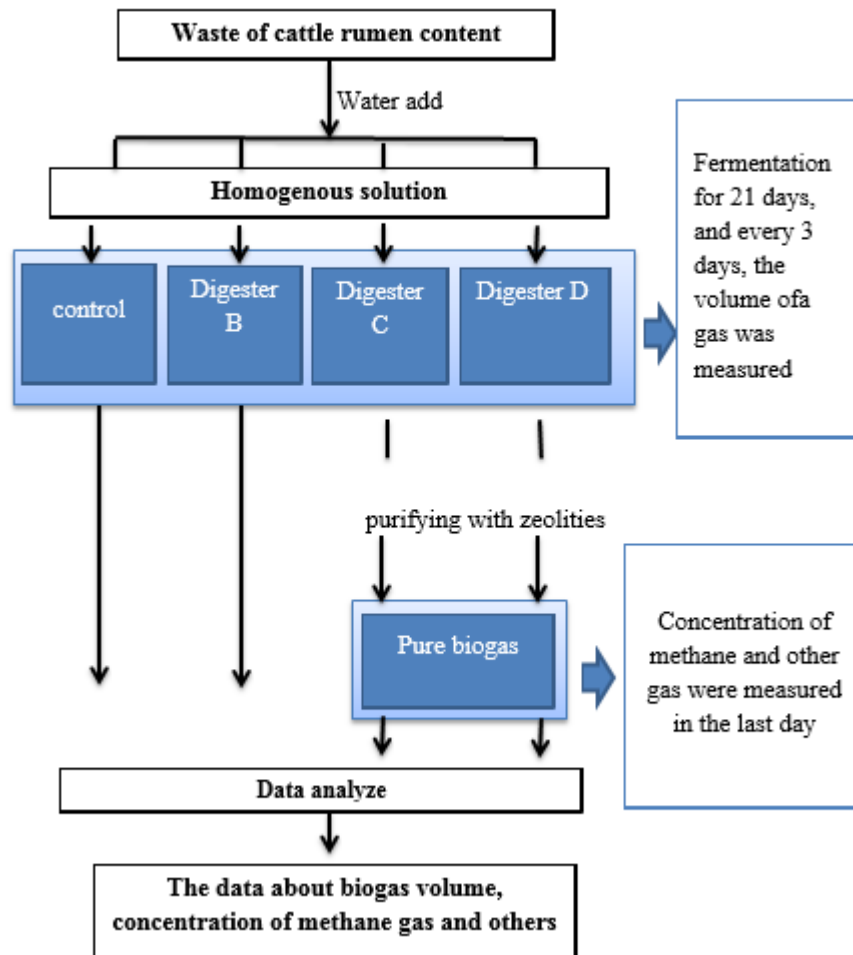 Waste of cattle rumen content
Water add
Homogenous solution
control
Digester
B
Digester
C
Digester D
Fermentation
for 21 days,
and every 3
days, the
volume ofa
gas was
measured
purifying with zeolities
Pure biogas
Concentration of
methane and other
gas were measured
in the last day
Data analyze
The data about biogas volume,
concentration of methane gas and others